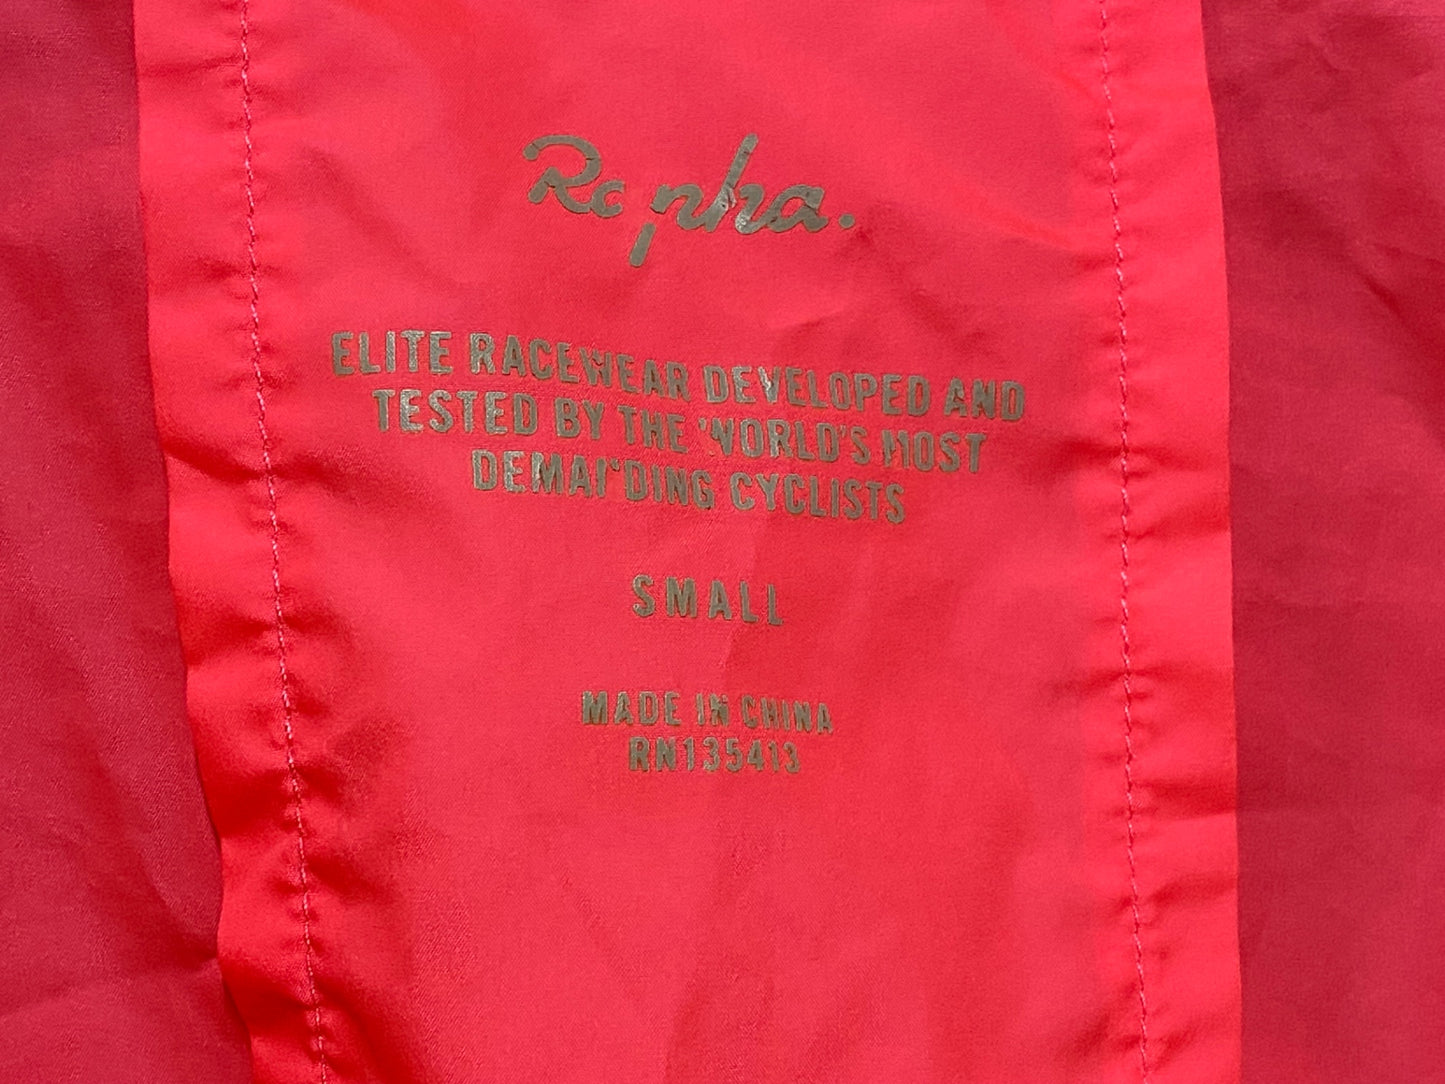 Rapha.
ELITE RACEWEAR DEVELOPED AND
TESTED BY THE WORLD'S MOST
DEMANDING CYCLISTS
SMALL
MADE IN CHINA
RN135413